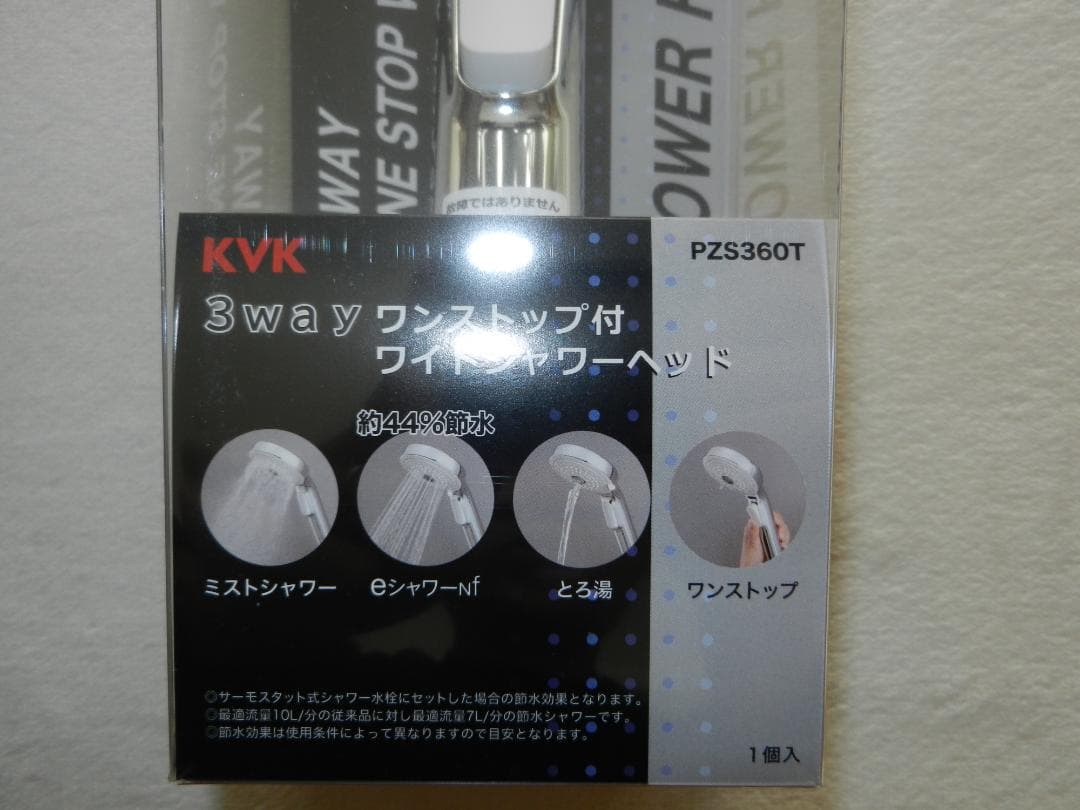 WAY
NE STOP
OWER
故障ではありません
KVK
PZS360T
3way ワンストップ付
ワイドシャワーヘッド
約44%節水
ミストシャワー
eシャワーNf
とろ湯
ワンストップ
◎サーモスタット式シャワー水栓にセットした場合の節水効果となります。
◎最適流量10L/分の従来品に対し最適流量7L/分の節水シャワーです。
◎節水効果は使用条件によって異なりますので目安となります。
1個入